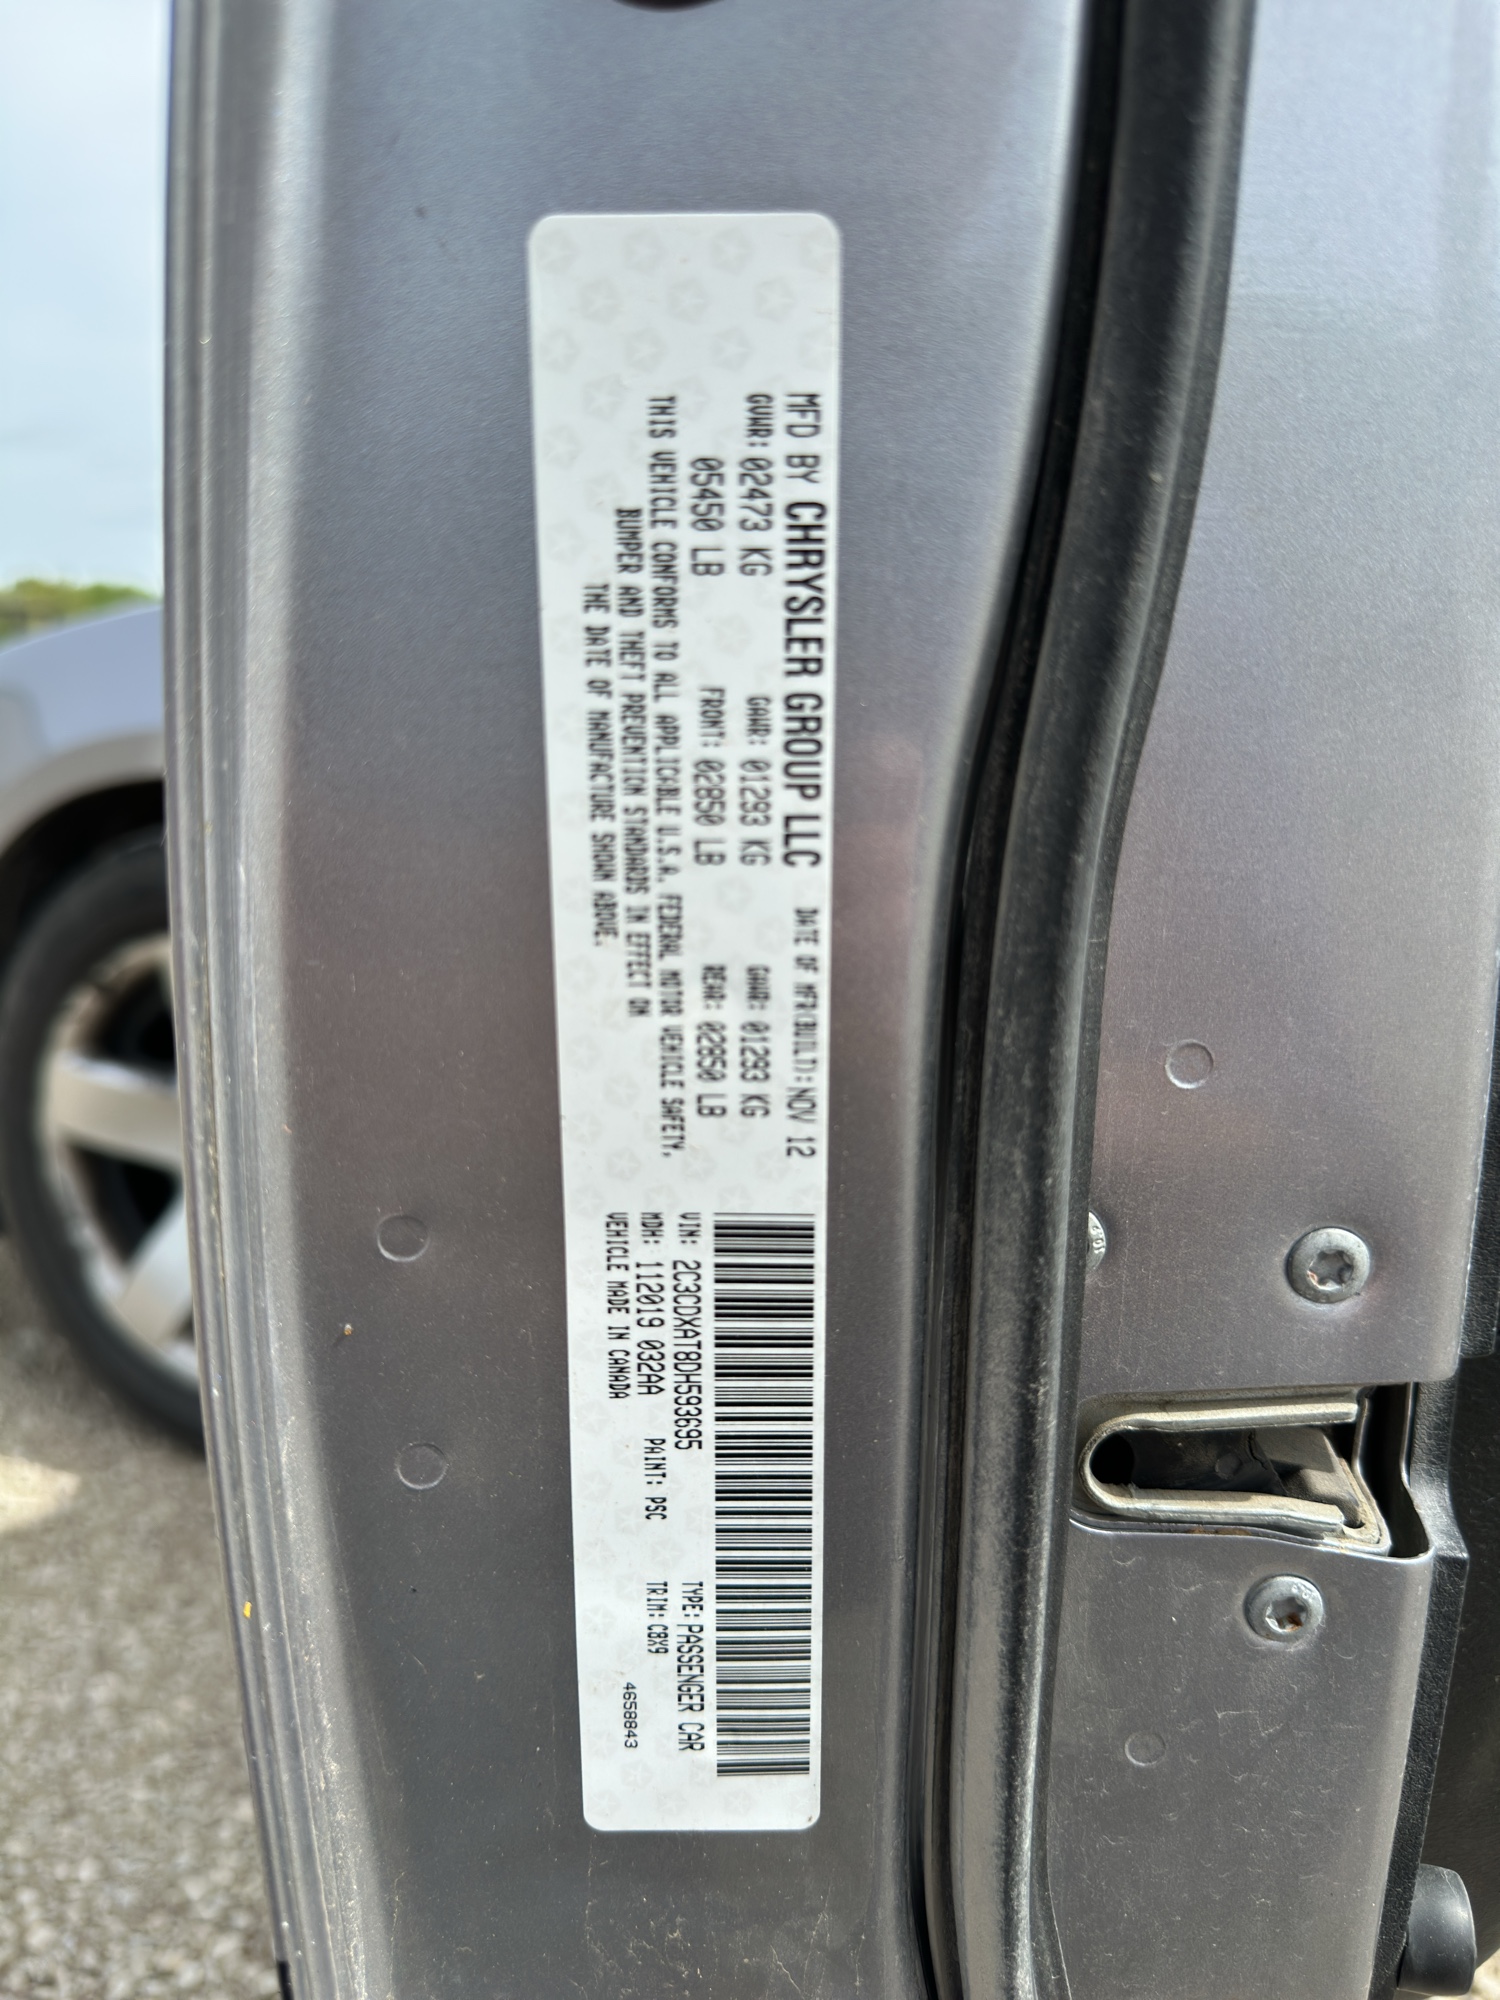 MFD BY CHRYSLER GROUP LLC DATE OF MFR(BUILT): NOV 12
GVWR: 02473 KG GAWR: 01293 KG GAWR: 01293 KG
05450 LB FRONT: 02850 LB REAR: 02850 LB
THIS VEHICLE CONFORMS TO ALL APPLICABLE U.S.A. FEDERAL MOTOR VEHICLE SAFETY,
BUMPER AND THEFT PREVENTION STANDARDS IN EFFECT ON
THE DATE OF MANUFACTURE SHOWN ABOVE.
VIN: 2C3CDXAT8DH593695 TYPE: PASSENGER CAR
MDH: 112019 032AA PAINT: PSC TRIM: C8X9
VEHICLE MADE IN CANADA 4658843